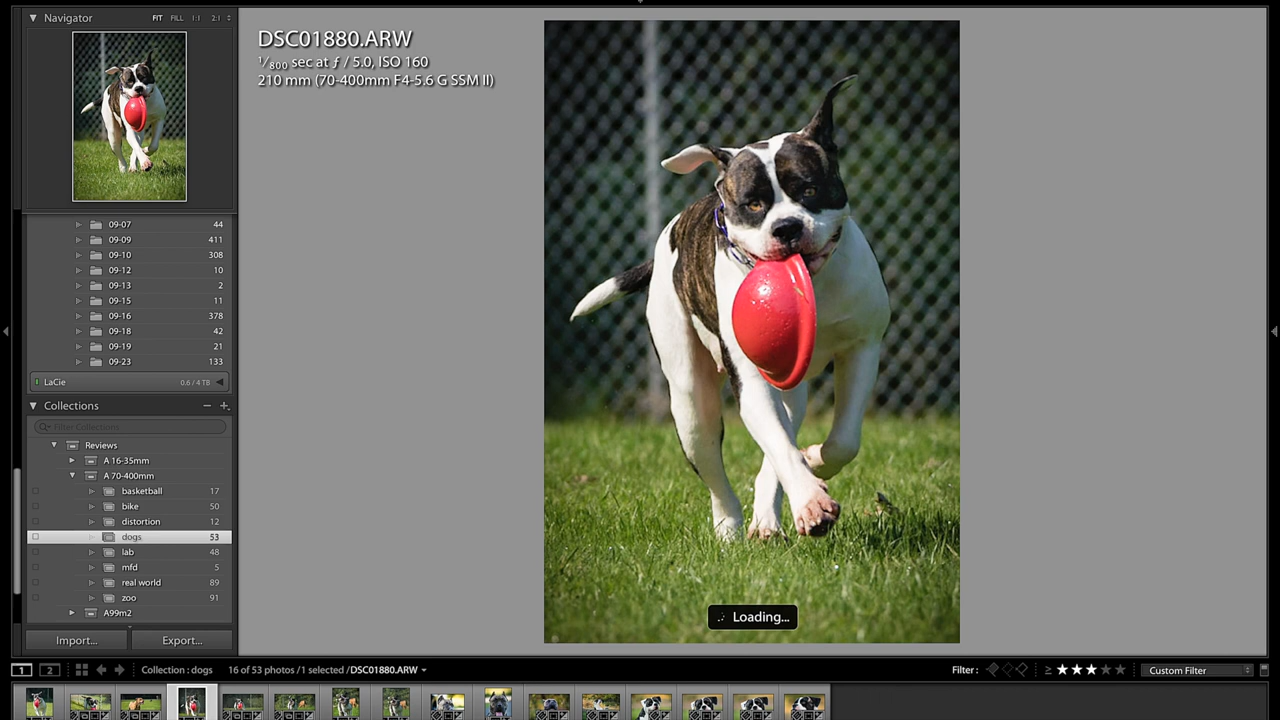 Navigator FIT FILL 1:1 2:1
DSC01880.ARW
1/800 sec at ƒ / 5.0, ISO 160
210 mm (70-400mm F4-5.6 G SSM II)
09-07 44
09-09 411
09-10 308
09-12 10
09-13 2
09-15 11
09-16 378
09-18 42
09-19 21
09-23 133
LaCie 0.6 / 4 TB
Collections
Filter Collections
Reviews
A 16-35mm
A 70-400mm
basketball 17
bike 50
distortion 12
dogs 53
lab 48
mfd 5
real world 89
zoo 91
A99m2
Loading...
Import... Export...
1 2 Collection : dogs 16 of 53 photos / 1 selected / DSC01880.ARW Filter : ≥ ★★★★★ Custom Filter